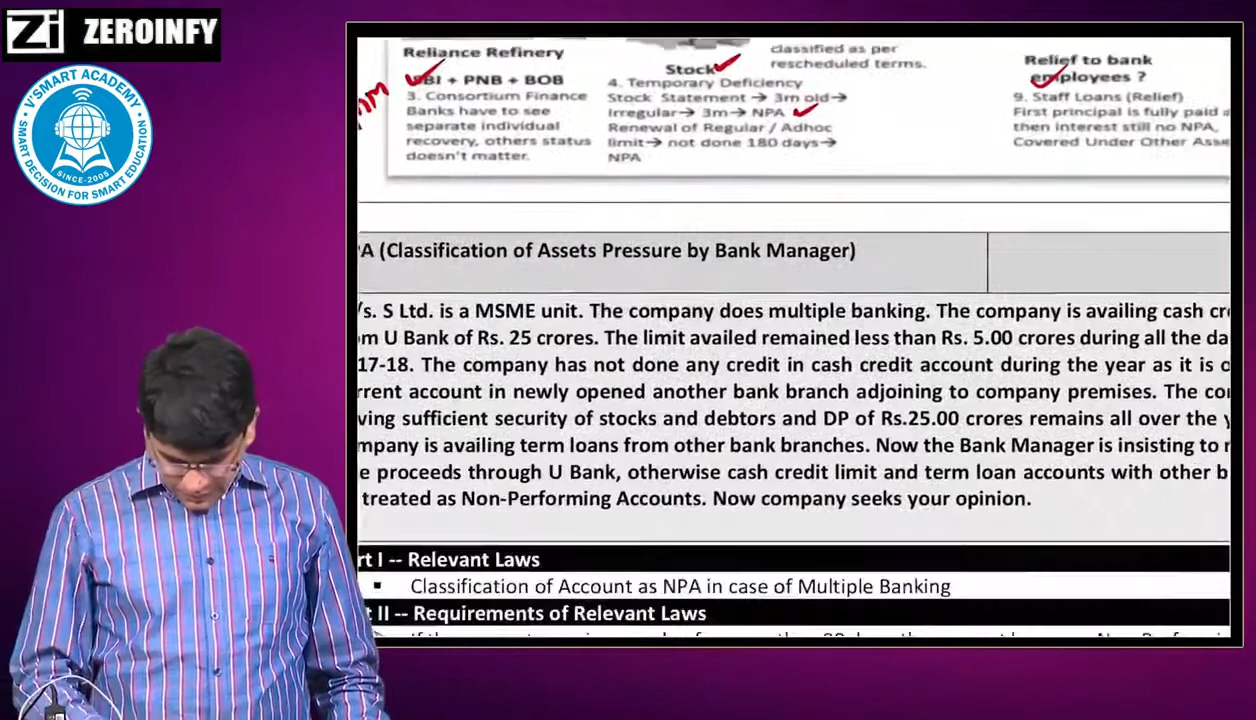 Zi ZEROINFY
V'SMART ACADEMY
SMART DECISION FOR SMART EDUCATION
SINCE-2005
Reliance Refinery
SBI + PNB + BOB
3. Consortium Finance
Banks have to see
separate individual
recovery, others status
doesn't matter.
Stock
4. Temporary Deficiency
Stock Statement → 3m old→
Irregular→ 3m→ NPA
Renewal of Regular / Adhoc
limit→ not done 180 days→
NPA
classified as per
rescheduled terms.
Relief to bank
employees ?
9. Staff Loans (Relief)
First principal is fully paid
then interest still no NPA,
Covered Under Other Asse
PA (Classification of Assets Pressure by Bank Manager)
/s. S Ltd. is a MSME unit. The company does multiple banking. The company is availing cash cre
om U Bank of Rs. 25 crores. The limit availed remained less than Rs. 5.00 crores during all the da
17-18. The company has not done any credit in cash credit account during the year as it is o
rrent account in newly opened another bank branch adjoining to company premises. The co
ving sufficient security of stocks and debtors and DP of Rs.25.00 crores remains all over the y
mpany is availing term loans from other bank branches. Now the Bank Manager is insisting to r
e proceeds through U Bank, otherwise cash credit limit and term loan accounts with other b
treated as Non-Performing Accounts. Now company seeks your opinion.
rt I -- Relevant Laws
▪ Classification of Account as NPA in case of Multiple Banking
t II -- Requirements of Relevant Laws